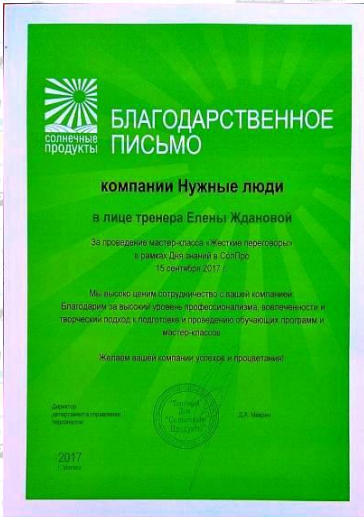 солнечные
продукты
БЛАГОДАРСТВЕННОЕ
ПИСЬМО
компании Нужные люди
в лице тренера Елены Ждановой
За проведение мастер-класса «Жесткие переговоры»
в рамках Дня знаний в СолПро
15 сентября 2017 г.
Мы высоко ценим сотрудничество с вашей компанией.
Благодарим за высокий уровень профессионализма, вовлеченности и
творческий подход к подготовке и проведению обучающих программ и
мастер-классов
Желаем вашей компании успехов и процветания!
Директор
департамента управления
персоналом
Д.А.
"Солнечные
Продукты"
2017
г.